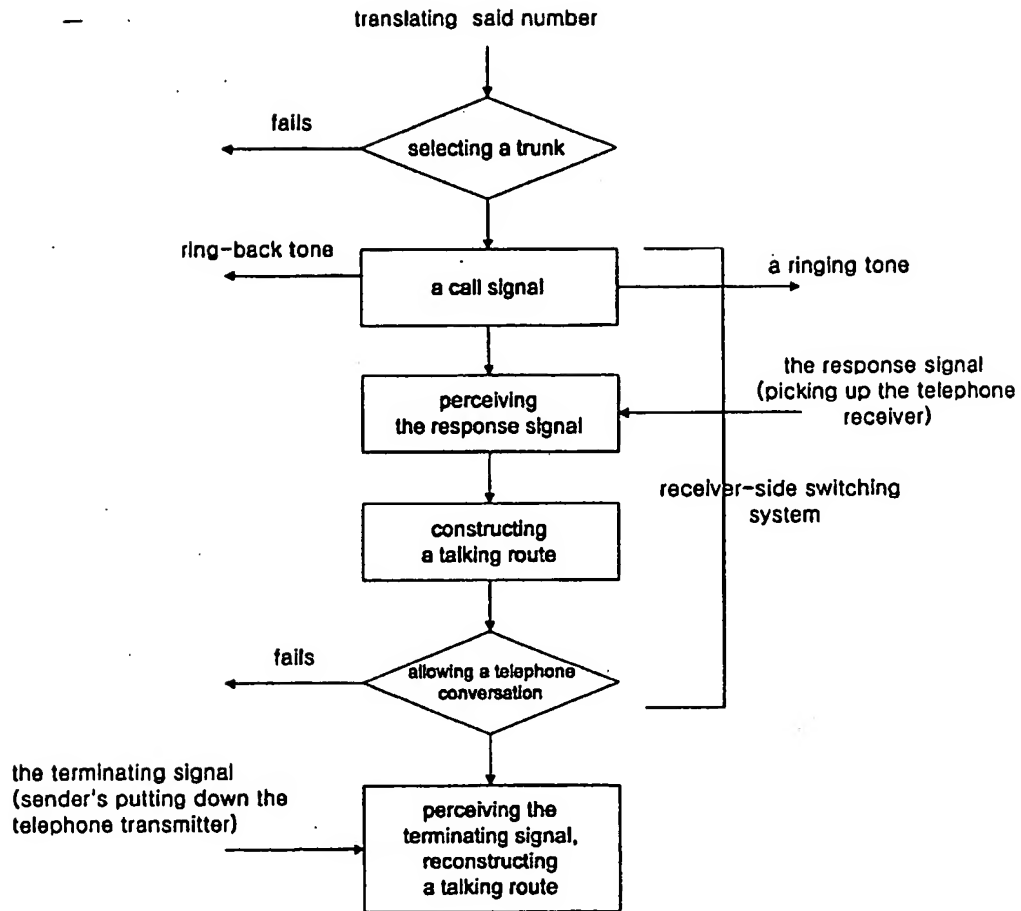 translating said number
fails
selecting a trunk
ring-back tone
a call signal
a ringing tone
the response signal
(picking up the telephone
receiver)
perceiving
the response signal
receiver-side switching
system
constructing
a talking route
fails
allowing a telephone
conversation
the terminating signal
(sender's putting down the
telephone transmitter)
perceiving the
terminating signal,
reconstructing
a talking route